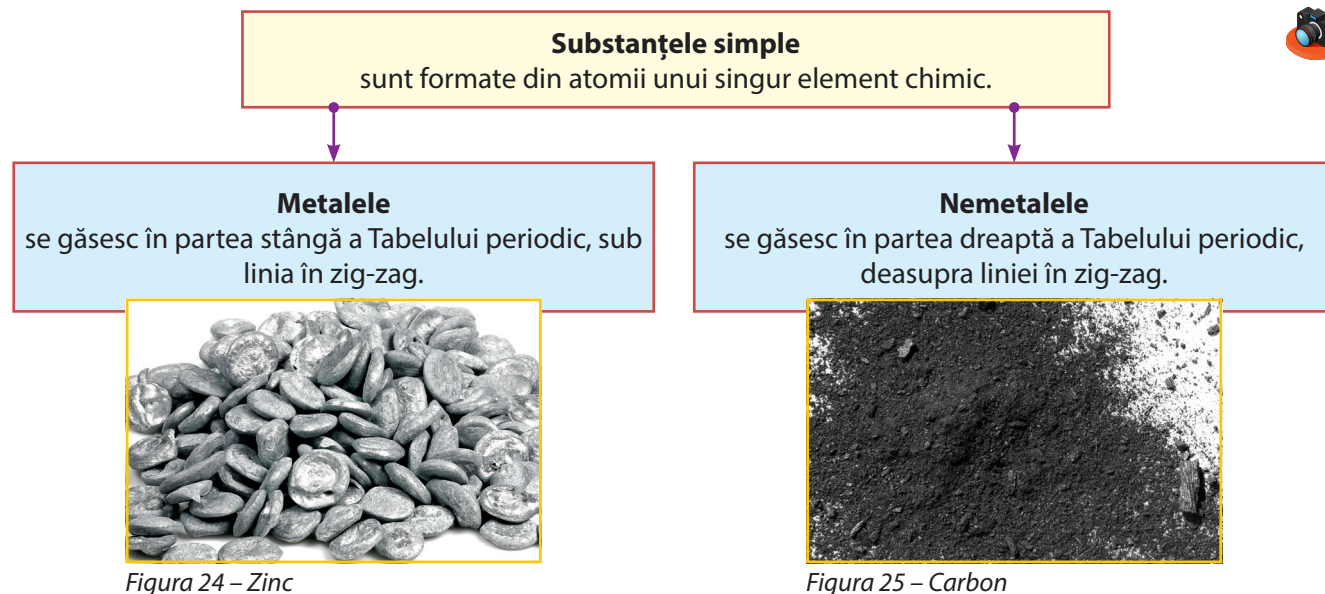 Substanțele simple
sunt formate din atomii unui singur element chimic.
Metalele
se găsesc în partea stângă a Tabelului periodic, sub
linia în zig-zag.
Nemetalele
se găsesc în partea dreaptă a Tabelului periodic,
deasupra liniei în zig-zag.
Figura 24 – Zinc
Figura 25 – Carbon